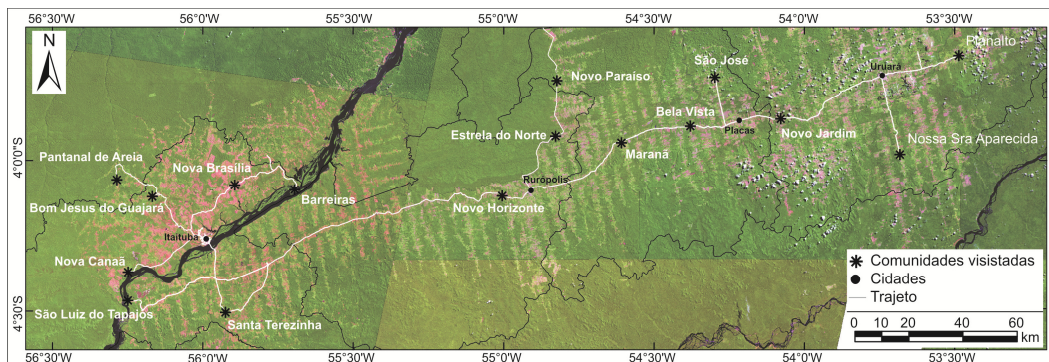 56°30'W 56°0'W 55°30'W 55°0'W 54°30'W 54°0'W 53°30'W
N
Planalto
São José
Uruará
Novo Paraíso
Bela Vista
Placas
Novo Jardim
Estrela do Norte
Maranã
Nossa Sra Aparecida
4°0'0"S
Pantanal de Areia
Nova Brasília
Rurópolis
Bom Jesus do Guajará
Barreiras
Novo Horizonte
Itaituba
Nova Canaã
Comunidades visistadas
Cidades
4°30'0"S
São Luiz do Tapajós
Santa Terezinha
Trajeto
0 10 20 40 60
km
56°30'W 56°0'W 55°30'W 55°0'W 54°30'W 54°0'W 53°30'W